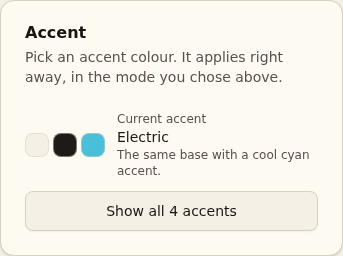 Accent
Pick an accent colour. It applies right
away, in the mode you chose above.
Current accent
Electric
The same base with a cool cyan
accent.
Show all 4 accents